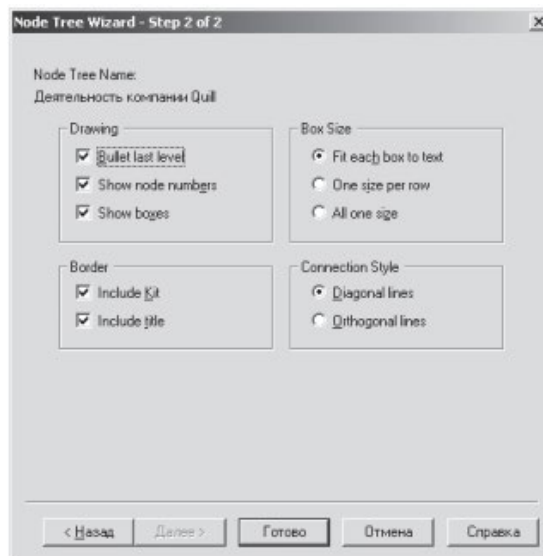 Node Tree Wizard - Step 2 of 2
Node Tree Name:
Деятельность компании Quill
Drawing
Bullet last level
Show node numbers
Show boxes
Box Size
Fit each box to text
One size per row
All one size
Border
Include Kit
Include title
Connection Style
Diagonal lines
Orthogonal lines
< Назад
Далее >
Готово
Отмена
Справка